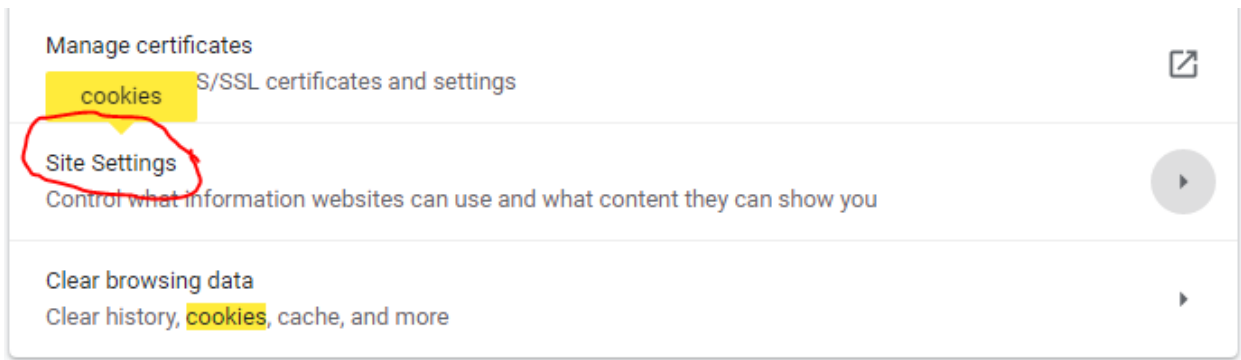 Manage certificates
cookies S/SSL certificates and settings
Site Settings
Control what information websites can use and what content they can show you
Clear browsing data
Clear history, cookies, cache, and more